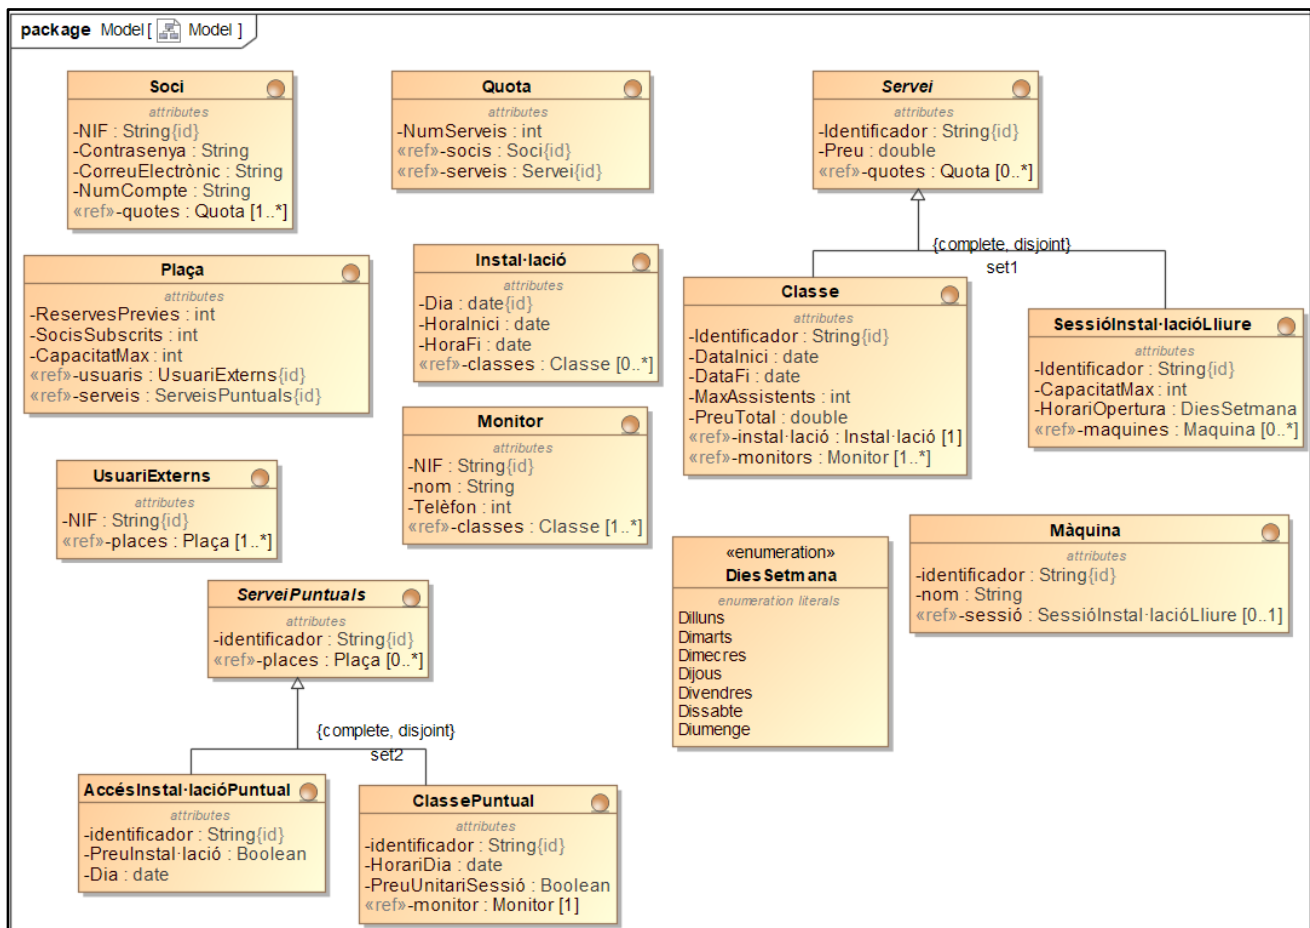 package Model [ Model ]
Soci
attributes
-NIF : String{id}
-Contrasenya : String
-CorreuElectrònic : String
-NumCompte : String
«ref»-quotes : Quota [1..*]
Quota
attributes
-NumServeis : int
«ref»-socis : Soci{id}
«ref»-serveis : Servei{id}
Servei
attributes
-Identificador : String{id}
-Preu : double
«ref»-quotes : Quota [0..*]
{complete, disjoint}
set1
Plaça
attributes
-ReservesPrevies : int
-SocisSubscrits : int
-CapacitatMax : int
«ref»-usuaris : UsuariExterns{id}
«ref»-serveis : ServeisPuntuals{id}
Instal·lació
attributes
-Dia : date{id}
-HoraInici : date
-HoraFi : date
«ref»-classes : Classe [0..*]
Classe
attributes
-Identificador : String{id}
-DataInici : date
-DataFi : date
-MaxAssistents : int
-PreuTotal : double
«ref»-instal·lació : Instal·lació [1]
«ref»-monitors : Monitor [1..*]
SessióInstal·lacióLliure
attributes
-Identificador : String{id}
-CapacitatMax : int
-HorariOpertura : DiesSetmana
«ref»-maquines : Maquina [0..*]
Monitor
attributes
-NIF : String{id}
-nom : String
-Telèfon : int
«ref»-classes : Classe [1..*]
UsuariExterns
attributes
-NIF : String{id}
«ref»-places : Plaça [1..*]
«enumeration»
DiesSetmana
enumeration literals
Dilluns
Dimarts
Dimecres
Dijous
Divendres
Dissabte
Diumenge
Màquina
attributes
-identificador : String{id}
-nom : String
«ref»-sessió : SessióInstal·lacióLliure [0..1]
ServeiPuntuals
attributes
-identificador : String{id}
«ref»-places : Plaça [0..*]
{complete, disjoint}
set2
AccésInstal·lacióPuntual
attributes
-identificador : String{id}
-PreuInstal·lació : Boolean
-Dia : date
ClassePuntual
attributes
-identificador : String{id}
-HorariDia : date
-PreuUnitariSessió : Boolean
«ref»-monitor : Monitor [1]